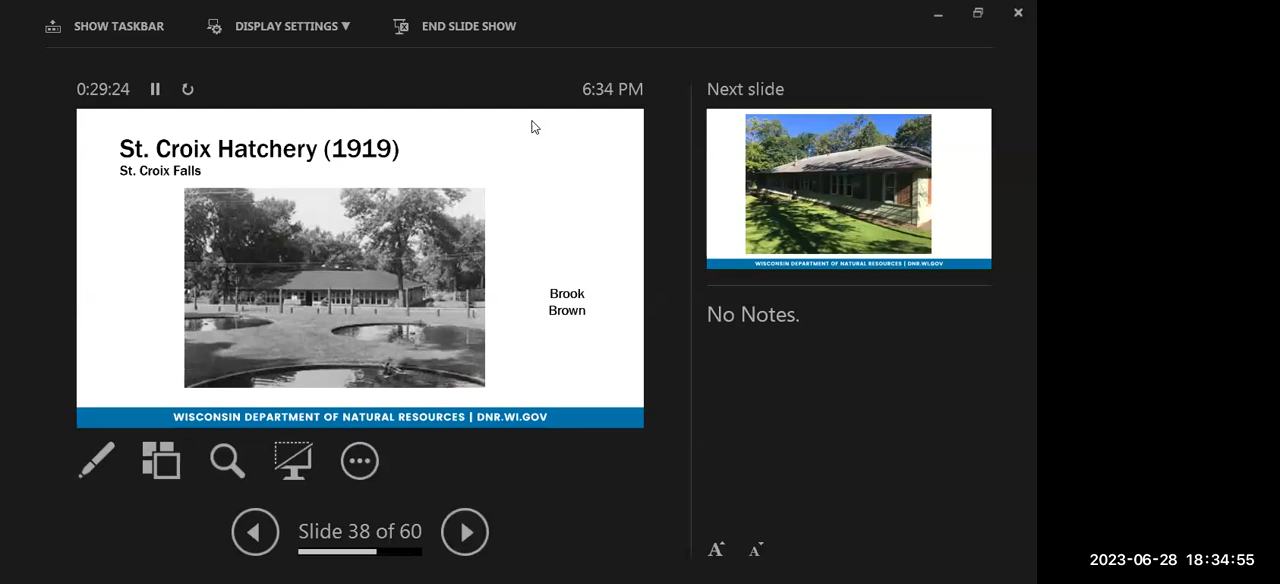 SHOW TASKBAR
DISPLAY SETTINGS ▼
END SLIDE SHOW
0:29:24
6:34 PM
Next slide
St. Croix Hatchery (1919)
St. Croix Falls
Brook
Brown
WISCONSIN DEPARTMENT OF NATURAL RESOURCES | DNR.WI.GOV
WISCONSIN DEPARTMENT OF NATURAL RESOURCES | DNR.WI.GOV
No Notes.
Slide 38 of 60
A A
2023-06-28 18:34:55